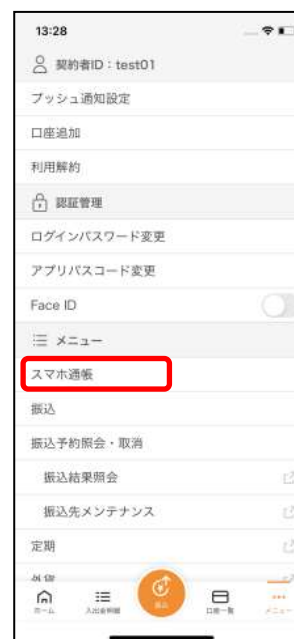 13:28
契約者ID：test01
プッシュ通知設定
口座追加
利用解約
認証管理
ログインパスワード変更
アプリパスコード変更
Face ID
メニュー
スマホ通帳
振込
振込予約照会・取消
振込結果照会
振込先メンテナンス
定期
外貨
ホーム
入出金明細
振込
口座一覧
メニュー